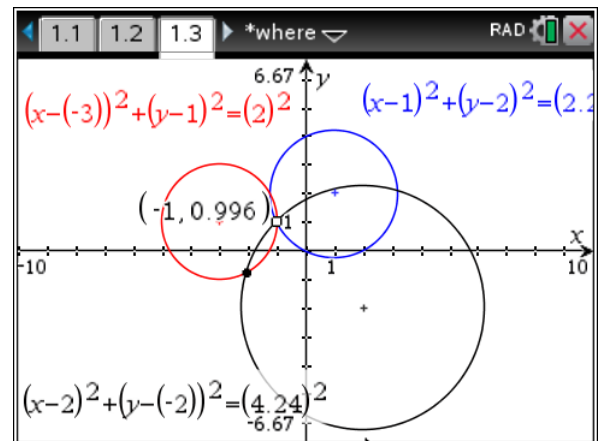 1.1 1.2 1.3 *where RAD
6.67 y
(x-(-3))²+(y-1)²=(2)²
(x-1)²+(y-2)²=(2.2
(-1,0.996)
1
x
-10 1 10
(x-2)²+(y-(-2))²=(4.24)²
-6.67